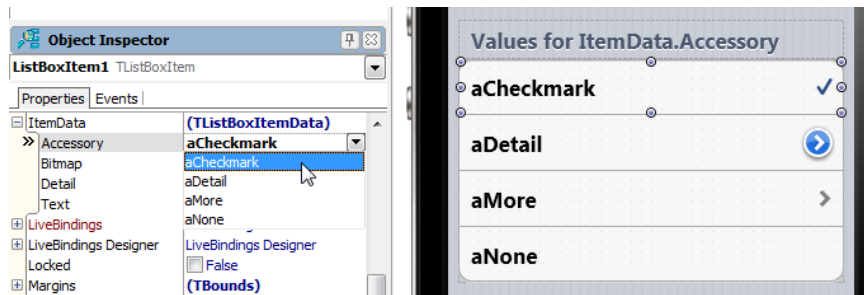 Object Inspector
ListBoxItem1 TListBoxItem
Properties Events
ItemData (TListBoxItemData)
Accessory aCheckmark
Bitmap aCheckmark
Detail aDetail
Text aMore
LiveBindings aNone
LiveBindings Designer LiveBindings Designer
Locked False
Margins (TBounds)
Values for ItemData.Accessory
aCheckmark
aDetail
aMore
aNone